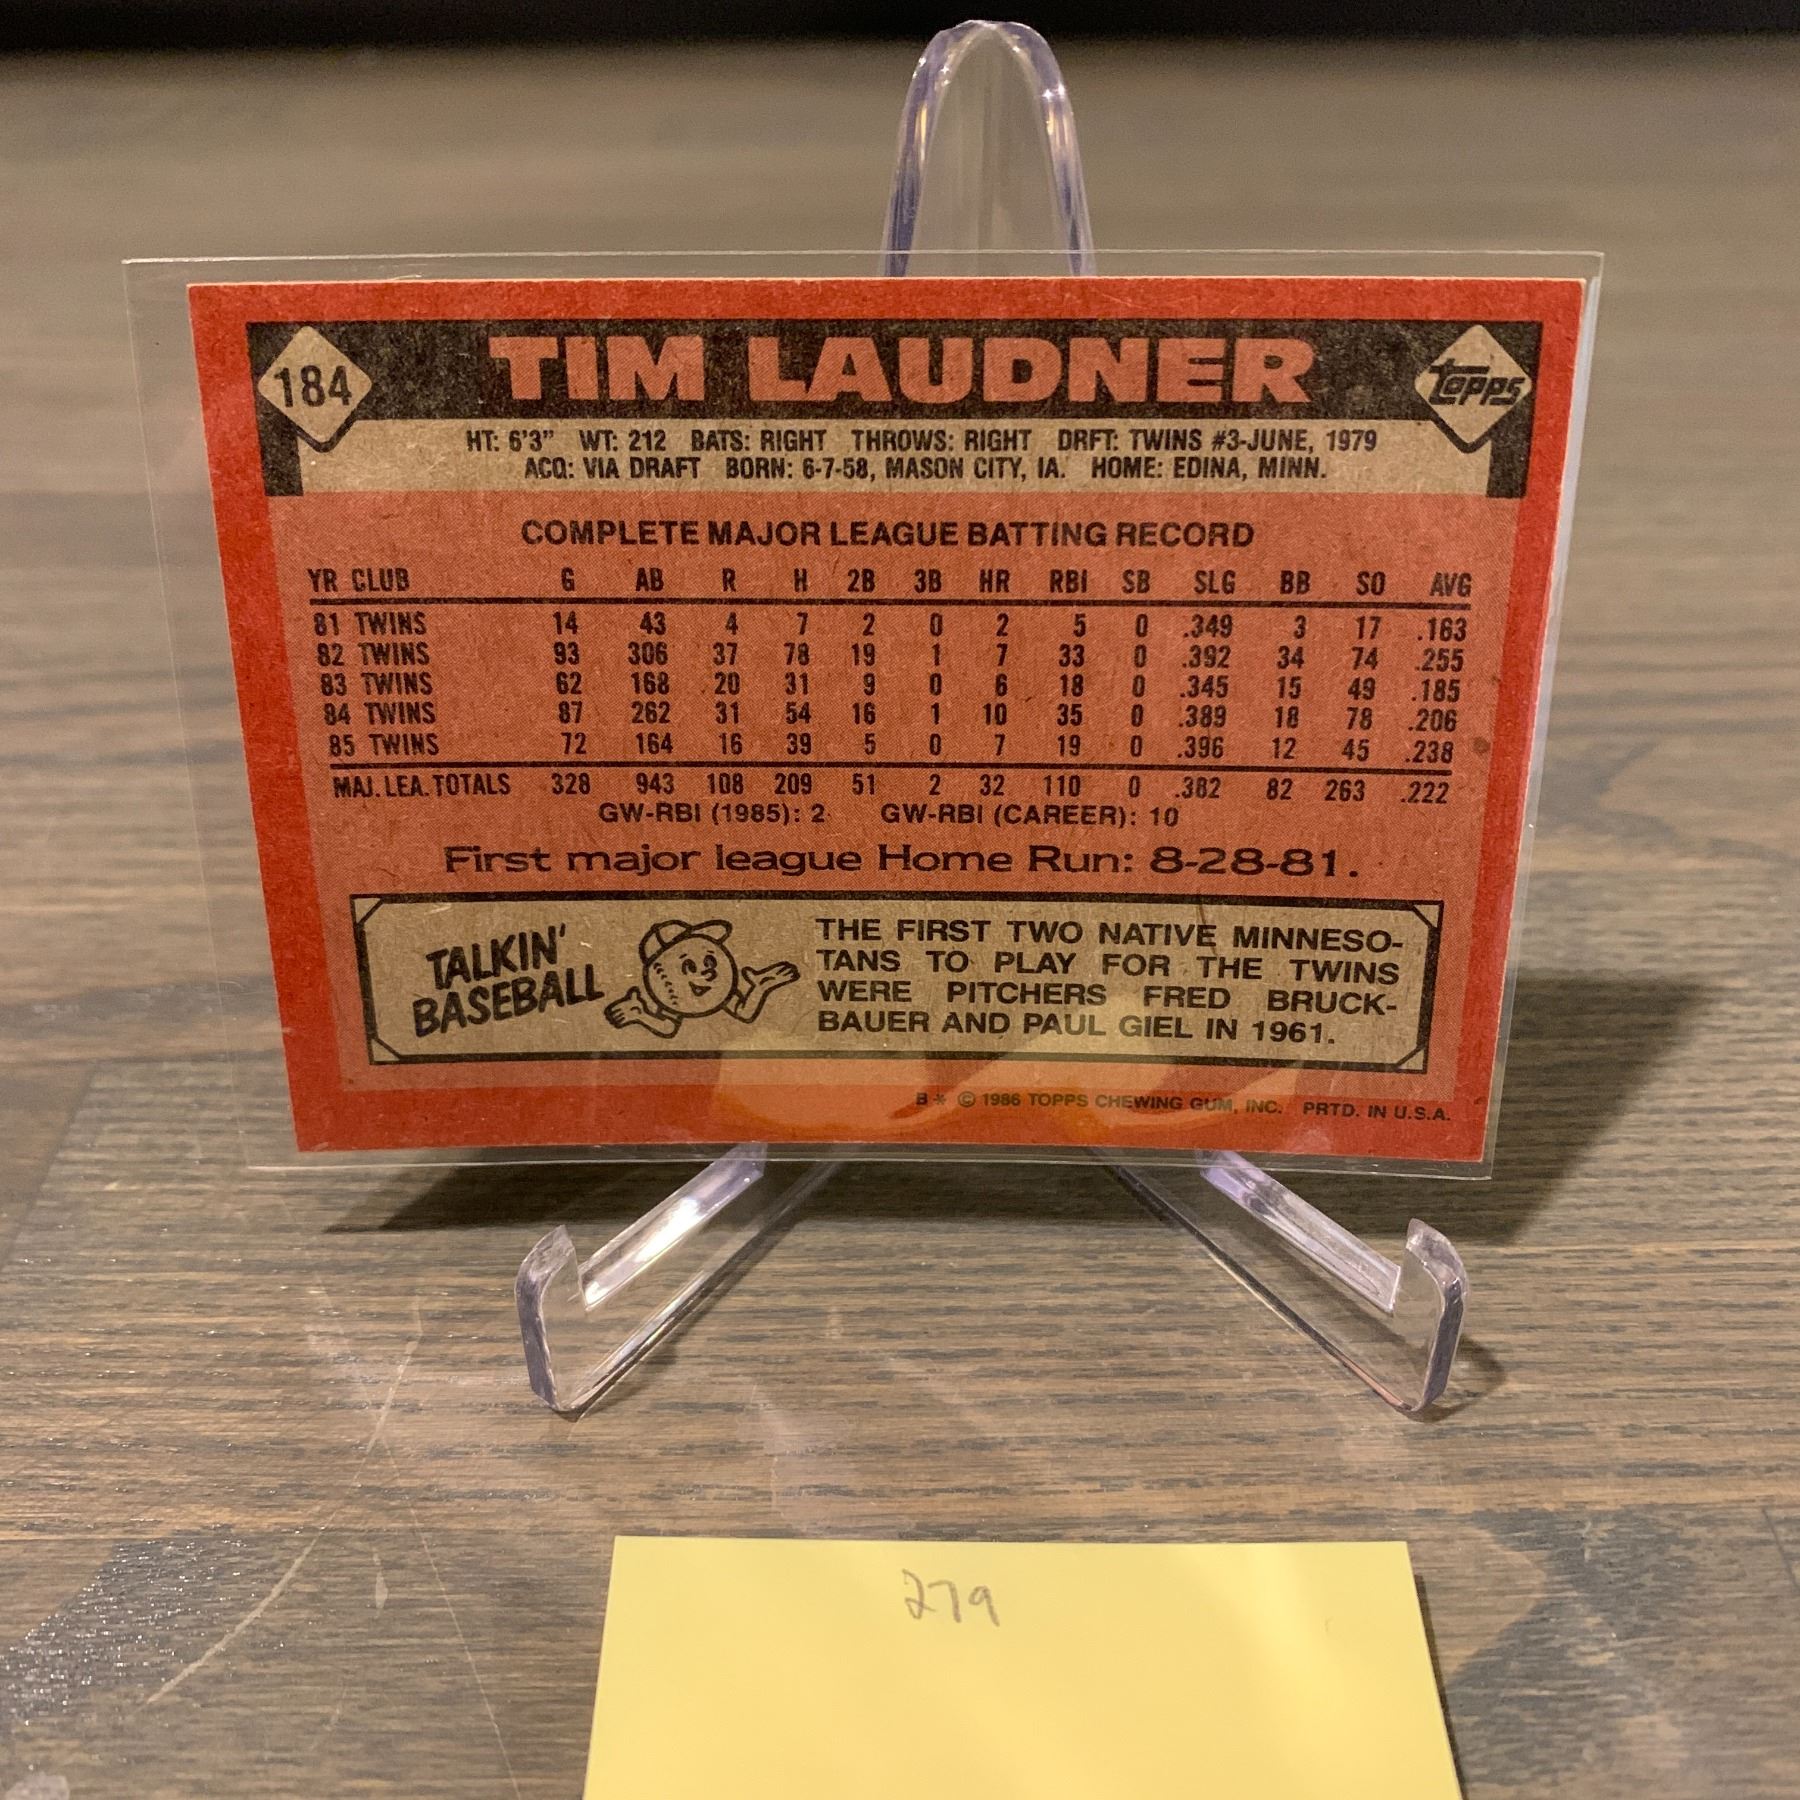 184 TIM LAUDNER topps
HT: 6'3" WT: 212 BATS: RIGHT THROWS: RIGHT DRFT: TWINS #3-JUNE, 1979
ACQ: VIA DRAFT BORN: 6-7-58, MASON CITY, IA. HOME: EDINA, MINN.
COMPLETE MAJOR LEAGUE BATTING RECORD
YR CLUB G AB R H 2B 3B HR RBI SB SLG BB SO AVG
81 TWINS 14 43 4 7 2 0 2 5 0 .349 3 17 .163
82 TWINS 93 306 37 78 19 1 7 33 0 .392 34 74 .255
83 TWINS 62 168 20 31 9 0 6 18 0 .345 15 49 .185
84 TWINS 87 262 31 54 16 1 10 35 0 .389 18 78 .206
85 TWINS 72 164 16 39 5 0 7 19 0 .396 12 45 .238
MAJ. LEA. TOTALS 328 943 108 209 51 2 32 110 0 .382 82 263 .222
GW-RBI (1985): 2 GW-RBI (CAREER): 10
First major league Home Run: 8-28-81.
TALKIN'
BASEBALL
THE FIRST TWO NATIVE MINNESO-
TANS TO PLAY FOR THE TWINS
WERE PITCHERS FRED BRUCK-
BAUER AND PAUL GIEL IN 1961.
B * © 1986 TOPPS CHEWING GUM, INC. PRTD. IN U.S.A.
279